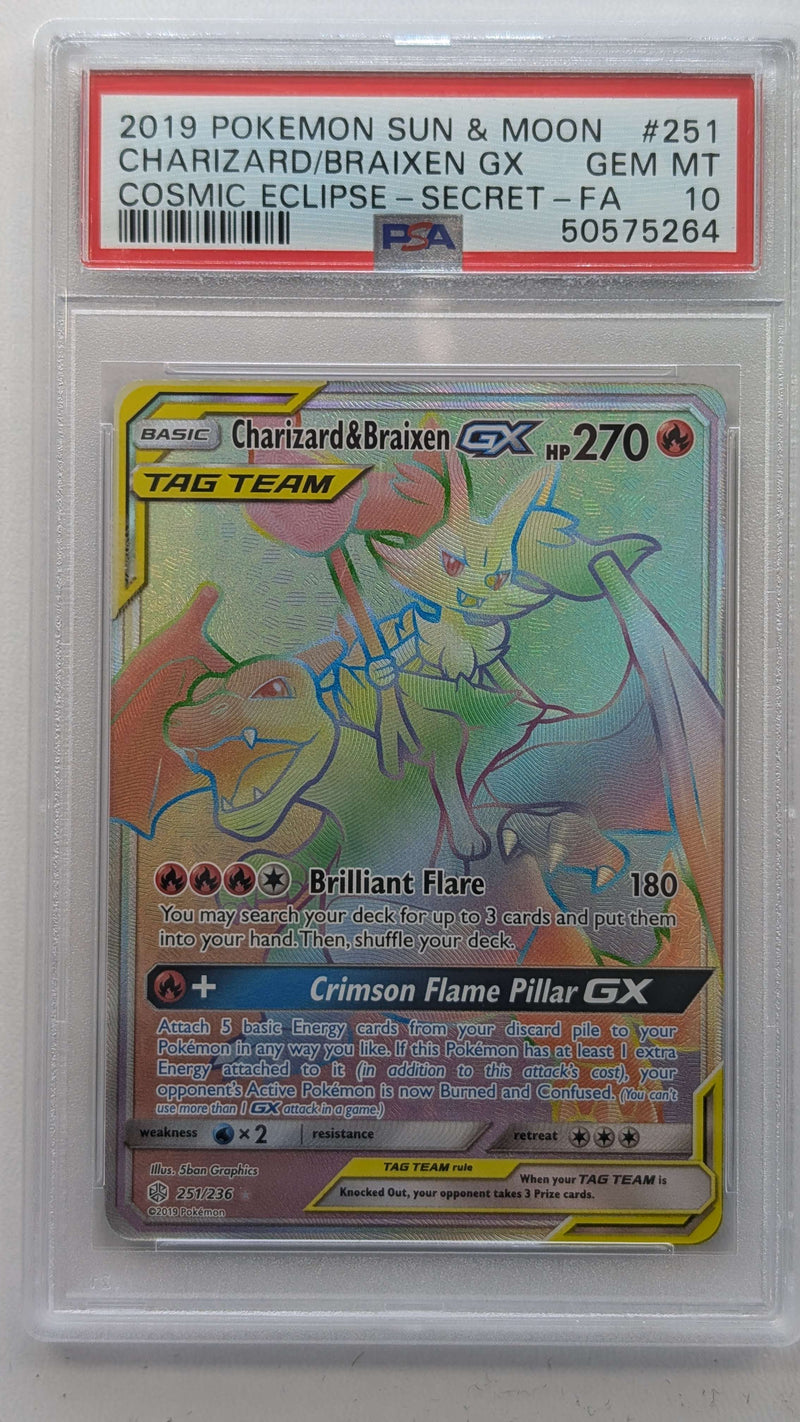 2019 POKEMON SUN & MOON #251
CHARIZARD/BRAIXEN GX GEM MT
COSMIC ECLIPSE – SECRET – FA 10
PSA 50575264
BASIC Charizard&Braixen GX HP 270
TAG TEAM
Brilliant Flare 180
You may search your deck for up to 3 cards and put them
into your hand. Then, shuffle your deck.
+ Crimson Flame Pillar GX
Attach 5 basic Energy cards from your discard pile to your
Pokémon in any way you like. If this Pokémon has at least 1 extra
Energy attached to it (in addition to this attack's cost), your
opponent's Active Pokémon is now Burned and Confused. (You can't
use more than 1 GX attack in a game.)
weakness ×2 resistance retreat
Illus. 5ban Graphics
TAG TEAM rule When your TAG TEAM is
Knocked Out, your opponent takes 3 Prize cards.
251/236
©2019 Pokémon